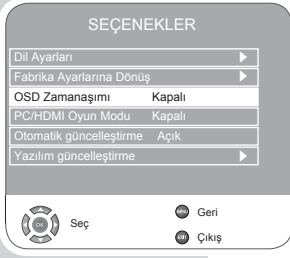 SEÇENEKLER
Dil Ayarları
Fabrika Ayarlarına Dönüş
OSD Zamanaşımı Kapalı
PC/HDMI Oyun Modu Kapalı
Otomatik güncelleştirme Açık
Yazılım güncelleştirme
OK
Seç
MENU Geri
EXIT Çıkış